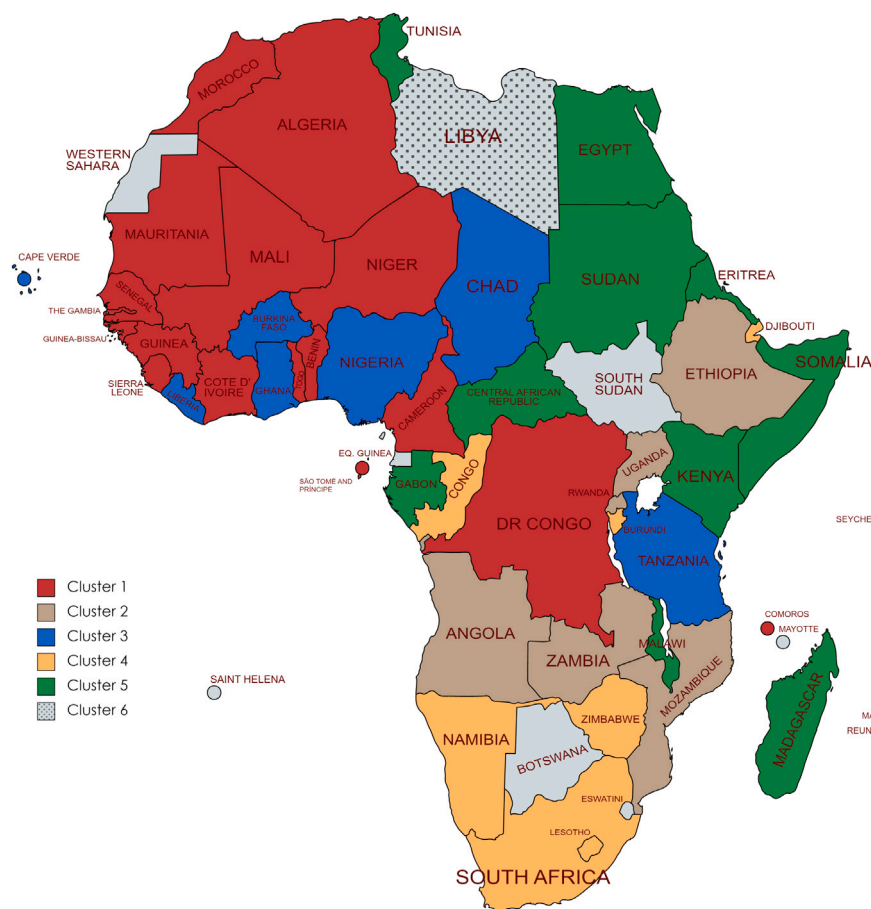 TUNISIA
MOROCCO
ALGERIA
LIBYA
EGYPT
WESTERN
SAHARA
MAURITANIA
MALI
NIGER
CHAD
SUDAN
ERITREA
CAPE VERDE
SENEGAL
THE GAMBIA
GUINEA-BISSAU
GUINEA
BURKINA
FASO
BENIN
NIGERIA
DJIBOUTI
SOMALIA
ETHIOPIA
SOUTH
SUDAN
CENTRAL AFRICAN
REPUBLIC
SIERRA
LEONE
LIBERIA
COTE D'
IVOIRE
GHANA
TOGO
CAMEROON
EQ. GUINEA
SÃO TOMÉ AND
PRÍNCIPE
GABON
CONGO
UGANDA
KENYA
RWANDA
DR CONGO
BURUNDI
TANZANIA
SEYCHE
Cluster 1
Cluster 2
Cluster 3
Cluster 4
Cluster 5
Cluster 6
COMOROS
MAYOTTE
ANGOLA
ZAMBIA
MALAWI
MOZAMBIQUE
SAINT HELENA
MADAGASCAR
MA
REUN
NAMIBIA
ZIMBABWE
BOTSWANA
ESWATINI
LESOTHO
SOUTH AFRICA